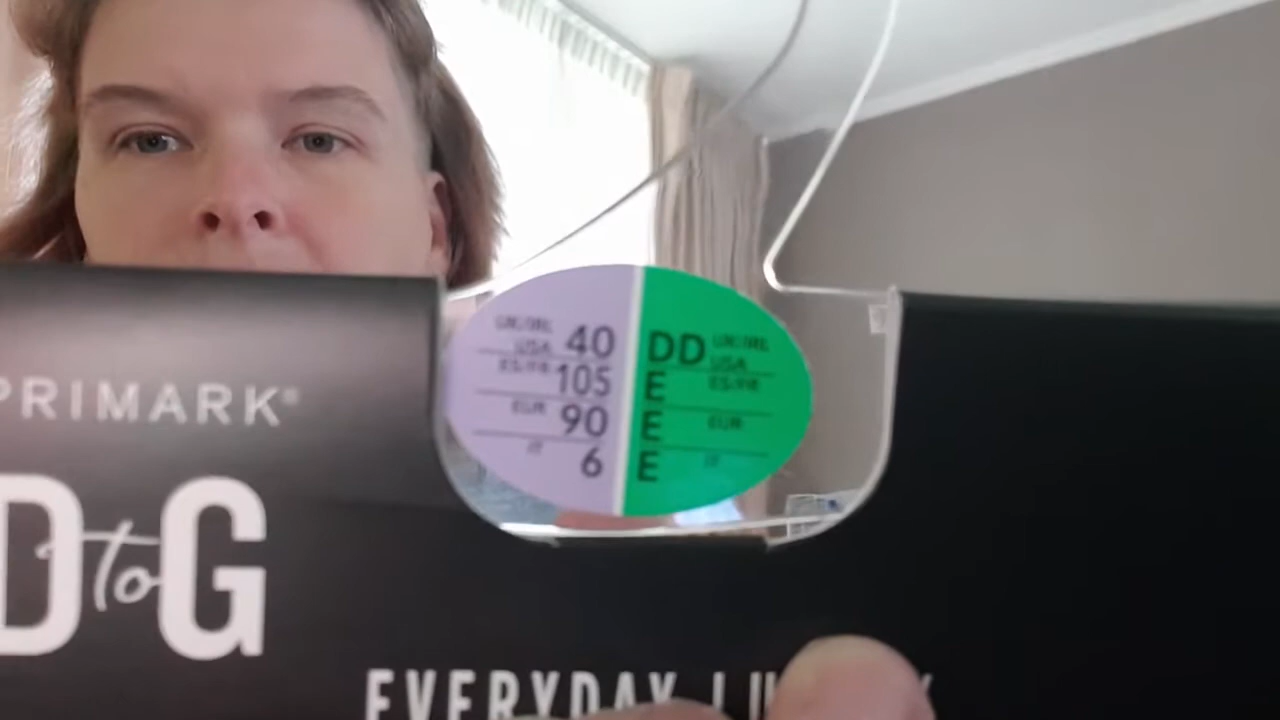 PRIMARK®
D to G
EVERYDAY
UK/IRL
USA 40
ES/FR 105
EUR 90
IT 6
DD UK/IRL
USA
E ES/FR
E EUR
E IT